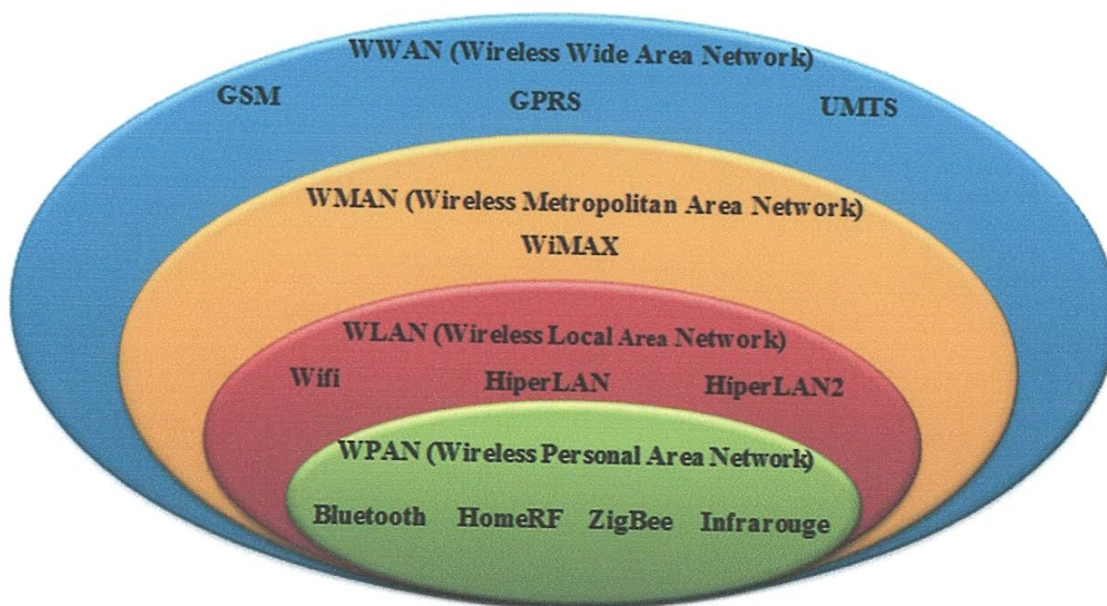 WWAN (Wireless Wide Area Network)
GSM GPRS UMTS
WMAN (Wireless Metropolitan Area Network)
WiMAX
WLAN (Wireless Local Area Network)
Wifi HiperLAN HiperLAN2
WPAN (Wireless Personal Area Network)
Bluetooth HomeRF ZigBee Infrarouge